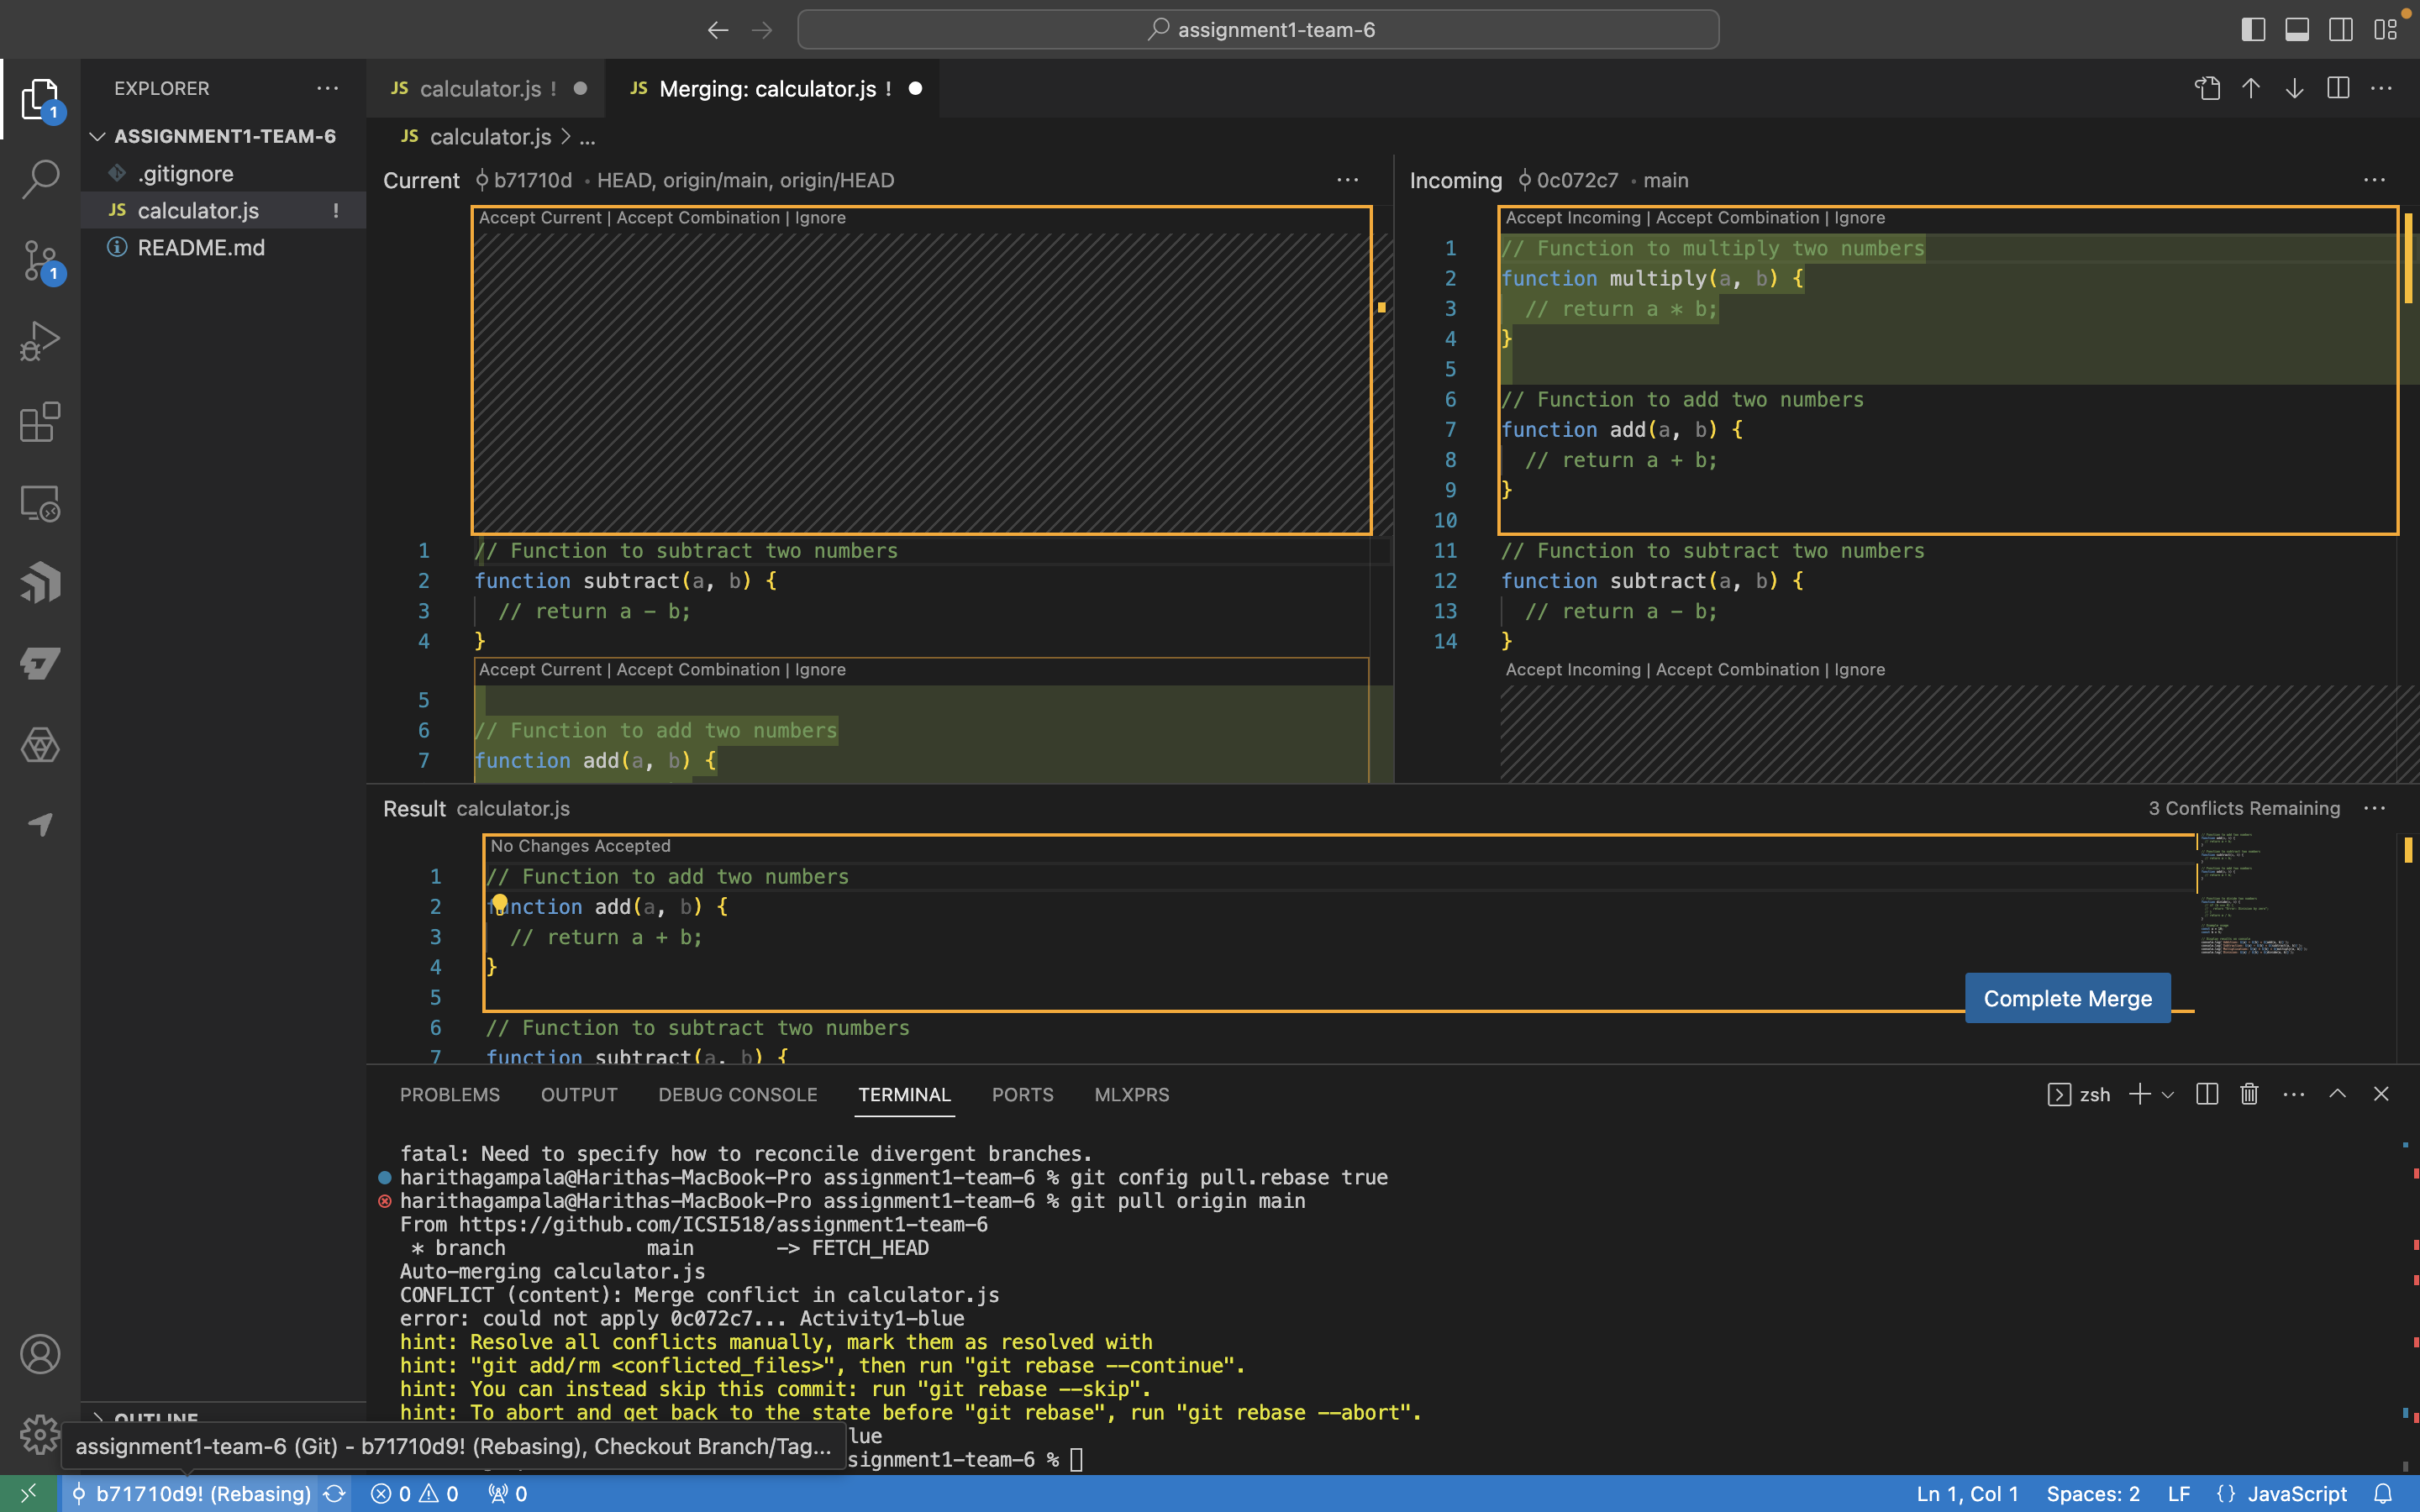 assignment1-team-6
EXPLORER
ASSIGNMENT1-TEAM-6
.gitignore
JS calculator.js !
README.md
OUTLINE
1
1
JS calculator.js !
JS Merging: calculator.js !
JS calculator.js > ...
Current b71710d • HEAD, origin/main, origin/HEAD
Accept Current | Accept Combination | Ignore
1 // Function to subtract two numbers
2 function subtract(a, b) {
3 // return a - b;
4 }
Accept Current | Accept Combination | Ignore
5
6 // Function to add two numbers
7 function add(a, b) {
Incoming 0c072c7 • main
Accept Incoming | Accept Combination | Ignore
1 // Function to multiply two numbers
2 function multiply(a, b) {
3 // return a * b;
4 }
5
6 // Function to add two numbers
7 function add(a, b) {
8 // return a + b;
9 }
10
11 // Function to subtract two numbers
12 function subtract(a, b) {
13 // return a - b;
14 }
Accept Incoming | Accept Combination | Ignore
Result calculator.js
3 Conflicts Remaining
No Changes Accepted
1 // Function to add two numbers
2 function add(a, b) {
3 // return a + b;
4 }
5
6 // Function to subtract two numbers
7 function subtract(a, b) {
Complete Merge
PROBLEMS OUTPUT DEBUG CONSOLE TERMINAL PORTS MLXPRS
zsh
fatal: Need to specify how to reconcile divergent branches.
harithagampala@Harithas-MacBook-Pro assignment1-team-6 % git config pull.rebase true
harithagampala@Harithas-MacBook-Pro assignment1-team-6 % git pull origin main
From https://github.com/ICSI518/assignment1-team-6
* branch main -> FETCH_HEAD
Auto-merging calculator.js
CONFLICT (content): Merge conflict in calculator.js
error: could not apply 0c072c7... Activity1-blue
hint: Resolve all conflicts manually, mark them as resolved with
hint: "git add/rm <conflicted_files>", then run "git rebase --continue".
hint: You can instead skip this commit: run "git rebase --skip".
hint: To abort and get back to the state before "git rebase", run "git rebase --abort".
lue
ssignment1-team-6 %
assignment1-team-6 (Git) - b71710d9! (Rebasing), Checkout Branch/Tag...
b71710d9! (Rebasing) 0 0 0
Ln 1, Col 1 Spaces: 2 LF {} JavaScript